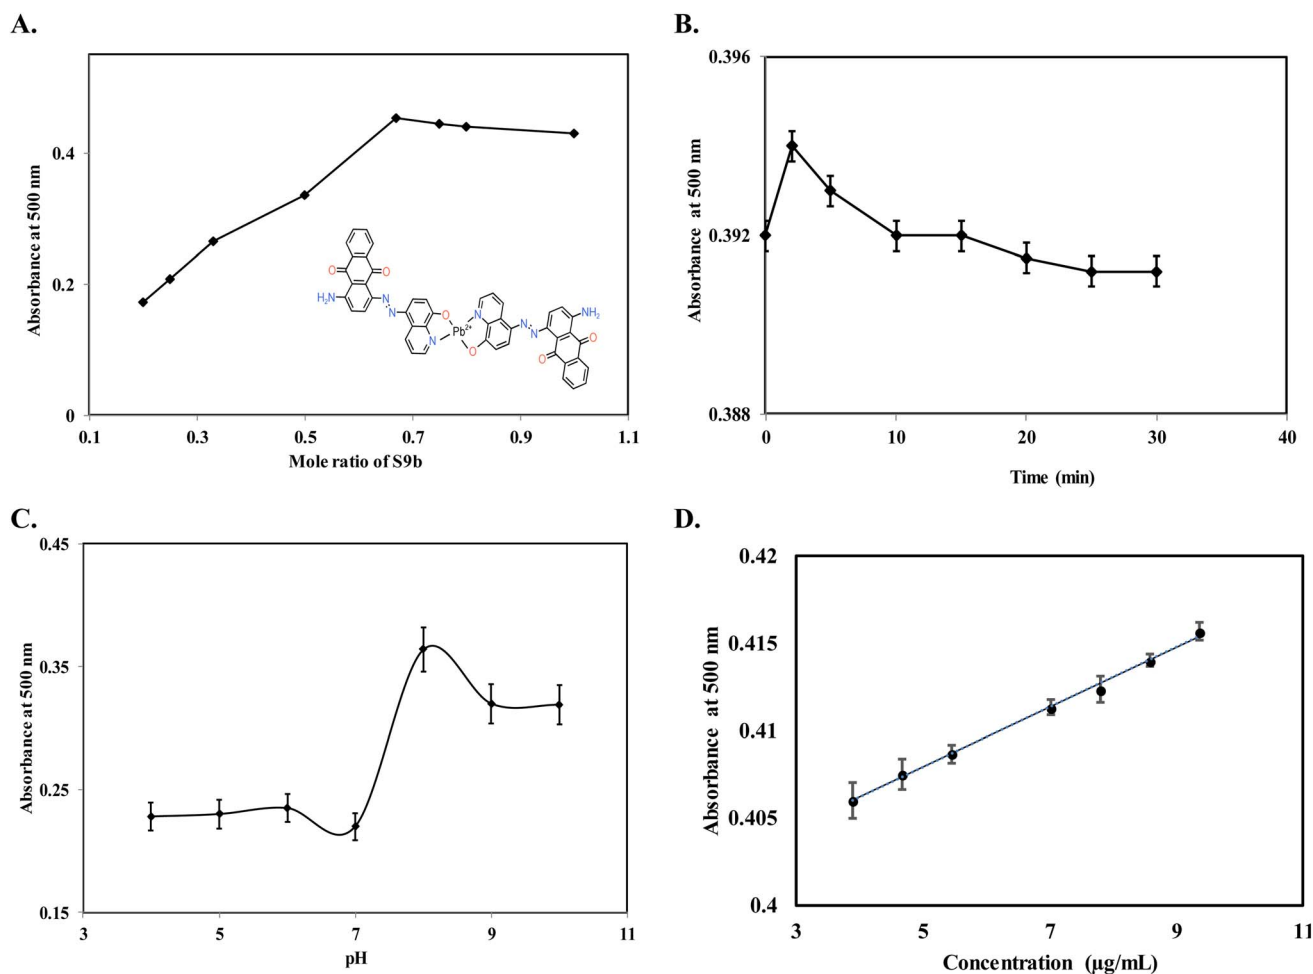 A.
Absorbance at 500 nm
0.4
0.2
0
0.1 0.3 0.5 0.7 0.9 1.1
Mole ratio of S9b
O
O
H₂N
N
N
O
N
Pb²⁺
N
O
N
N
NH₂
O
O
B.
Absorbance at 500 nm
0.396
0.392
0.388
0 10 20 30 40
Time (min)
C.
Absorbance at 500 nm
0.45
0.35
0.25
0.15
3 5 7 9 11
pH
D.
Absorbance at 500 nm
0.42
0.415
0.41
0.405
0.4
3 5 7 9 11
Concentration (µg/mL)